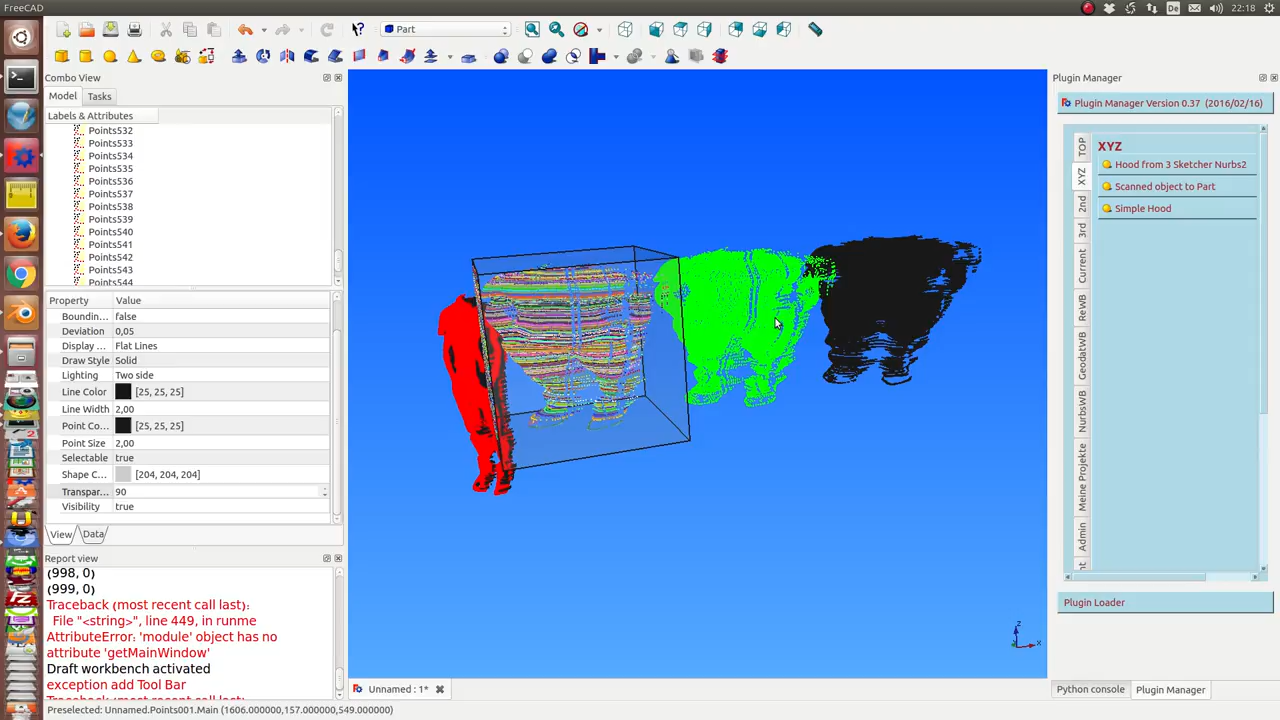 FreeCAD
De
22:18
Part
Combo View
Model
Tasks
Labels & Attributes
Points532
Points533
Points534
Points535
Points536
Points537
Points538
Points539
Points540
Points541
Points542
Points543
Points544
Property
Value
Boundin...
false
Deviation
0,05
Display ...
Flat Lines
Draw Style
Solid
Lighting
Two side
Line Color
[25, 25, 25]
Line Width
2,00
Point Co...
[25, 25, 25]
Point Size
2,00
Selectable
true
Shape C...
[204, 204, 204]
Transpar...
90
Visibility
true
View
Data
Report view
(998, 0)
(999, 0)
Traceback (most recent call last):
File "<string>", line 449, in runme
AttributeError: 'module' object has no
attribute 'getMainWindow'
Draft workbench activated
exception add Tool Bar
Traceback (most recent call last):
z
x
Unnamed : 1*
Plugin Manager
Plugin Manager Version 0.37 (2016/02/16)
TOP
XYZ
2nd
3rd
Current
ReWB
GeodatWB
NurbsWB
Meine Projekte
Admin
XYZ
Hood from 3 Sketcher Nurbs2
Scanned object to Part
Simple Hood
Plugin Loader
Python console
Plugin Manager
Preselected: Unnamed.Points001.Main (1606.000000,157.000000,549.000000)